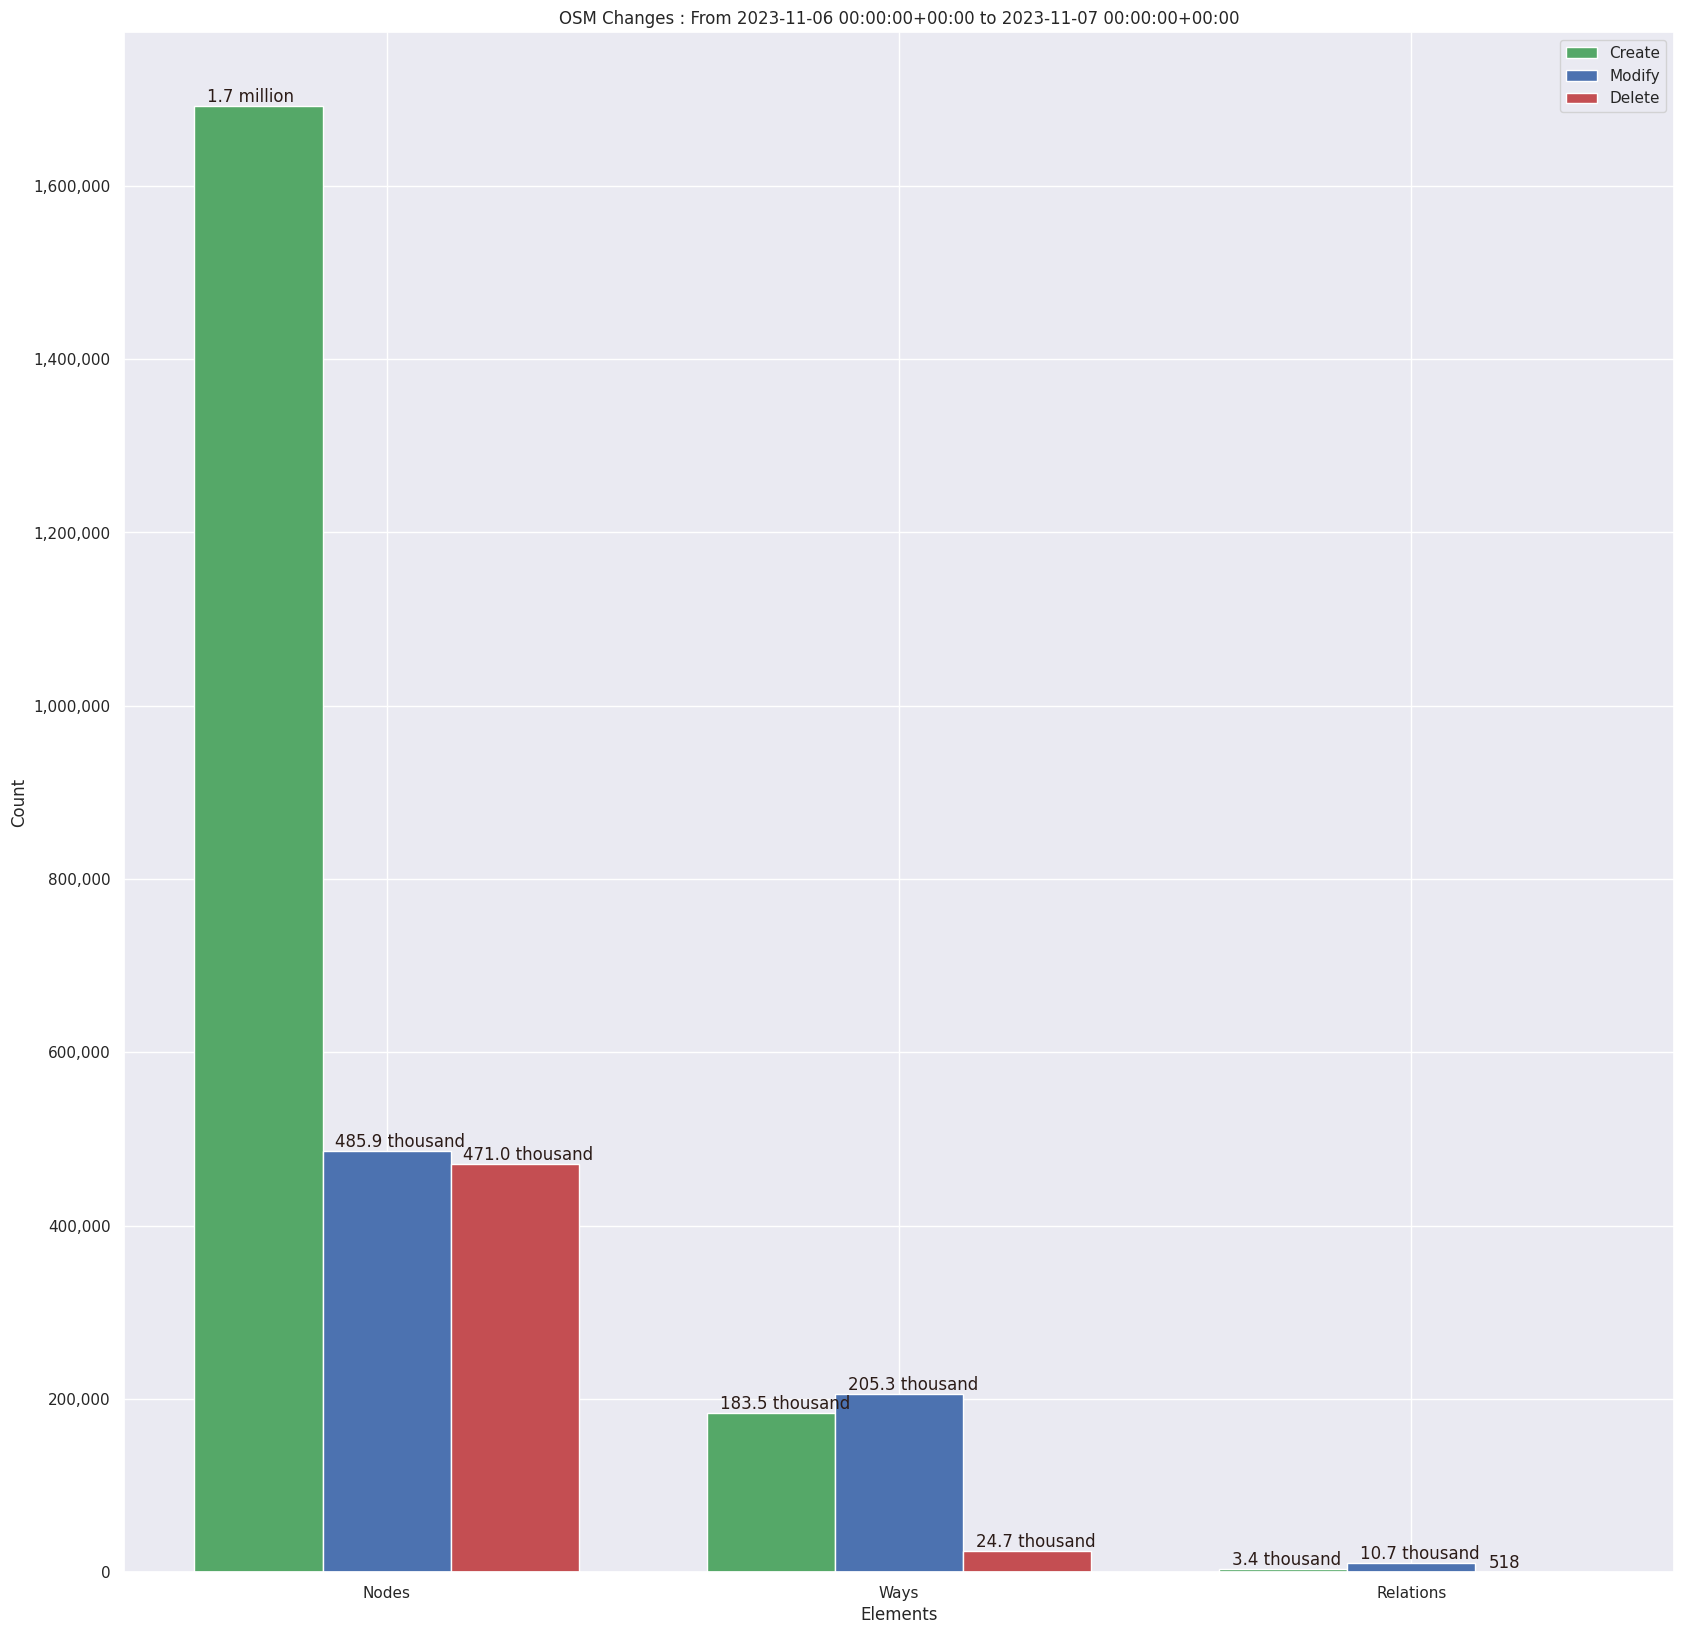 OSM Changes : From 2023-11-06 00:00:00+00:00 to 2023-11-07 00:00:00+00:00
Create
Modify
Delete
1.7 million
1,600,000
1,400,000
1,200,000
1,000,000
Count
800,000
600,000
485.9 thousand
471.0 thousand
400,000
205.3 thousand
200,000
183.5 thousand
24.7 thousand
3.4 thousand
10.7 thousand
518
0
Nodes
Ways
Relations
Elements